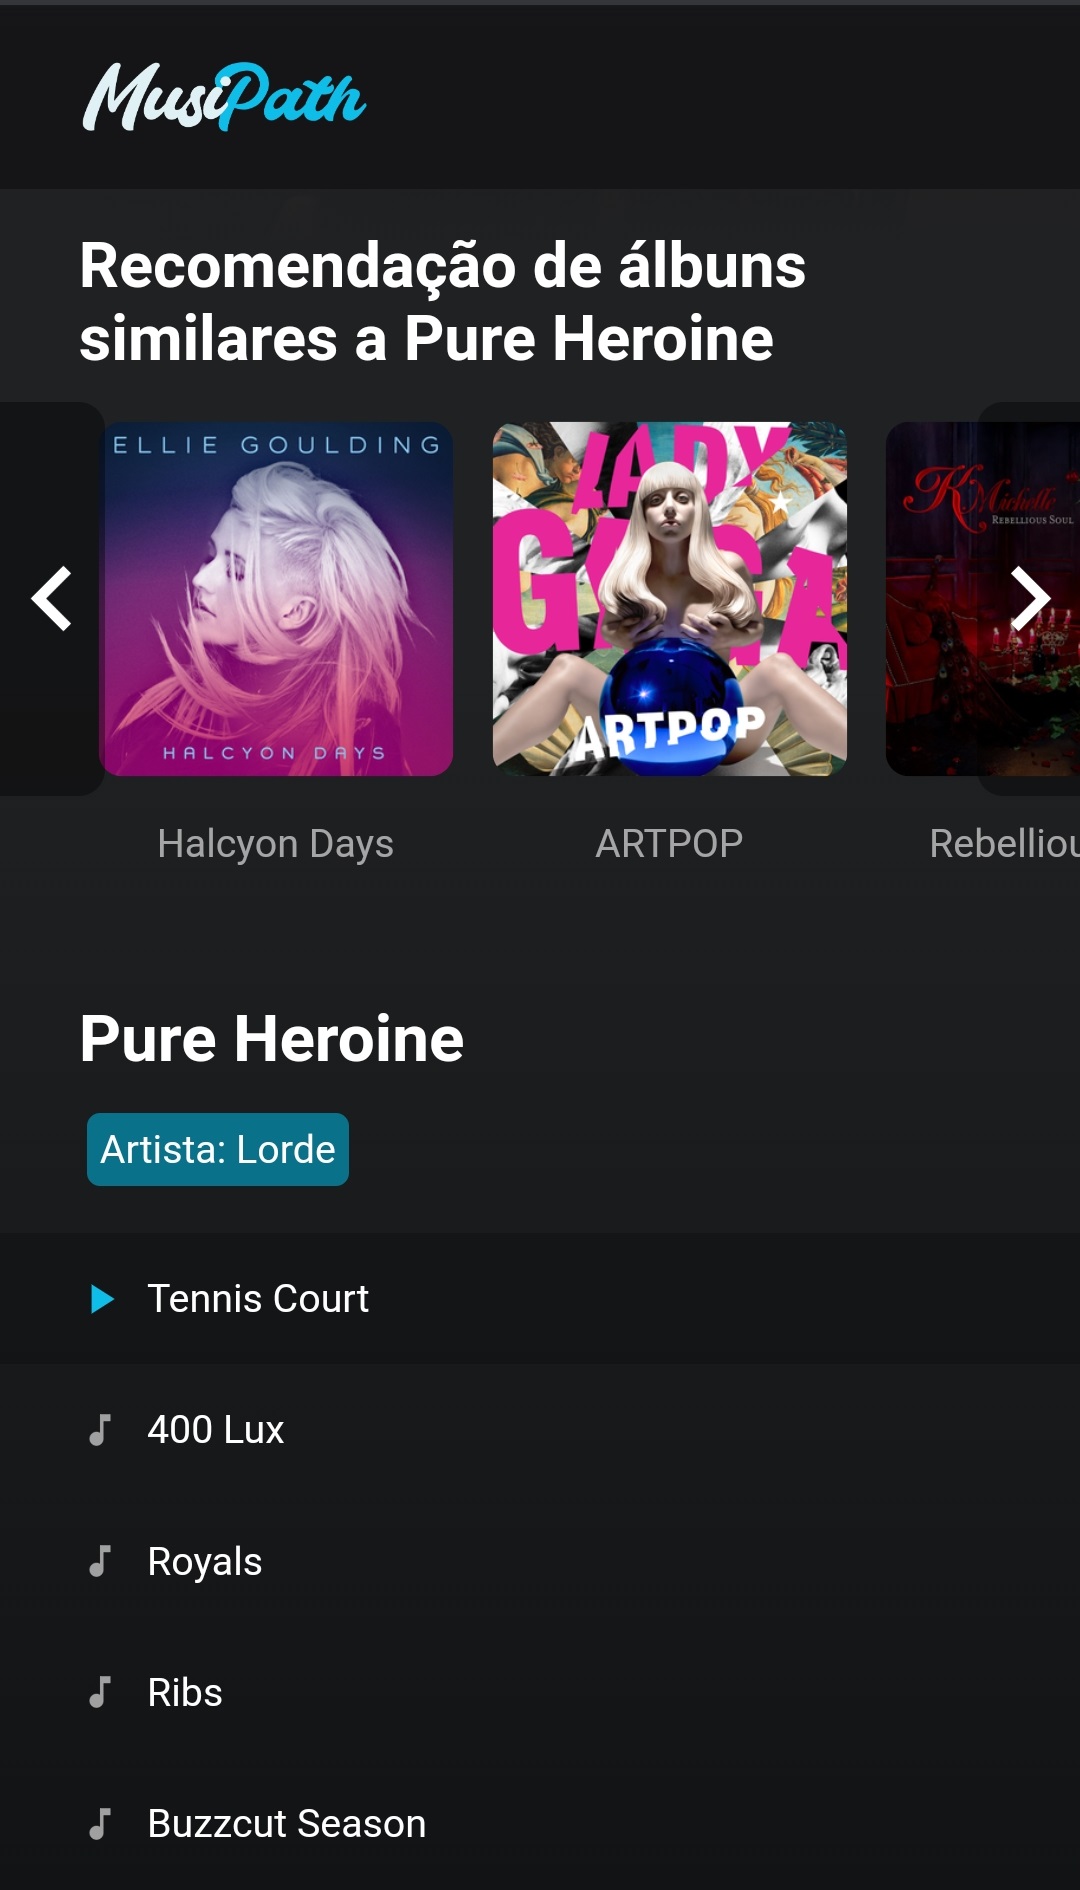 MusiPath
Recomendação de álbuns
similares a Pure Heroine
ELLIE GOULDING
HALCYON DAYS
LADY
GAGA
ARTPOP
K Michelle
REBELLIOUS SOUL
Halcyon Days
ARTPOP
Rebelliou
Pure Heroine
Artista: Lorde
Tennis Court
400 Lux
Royals
Ribs
Buzzcut Season